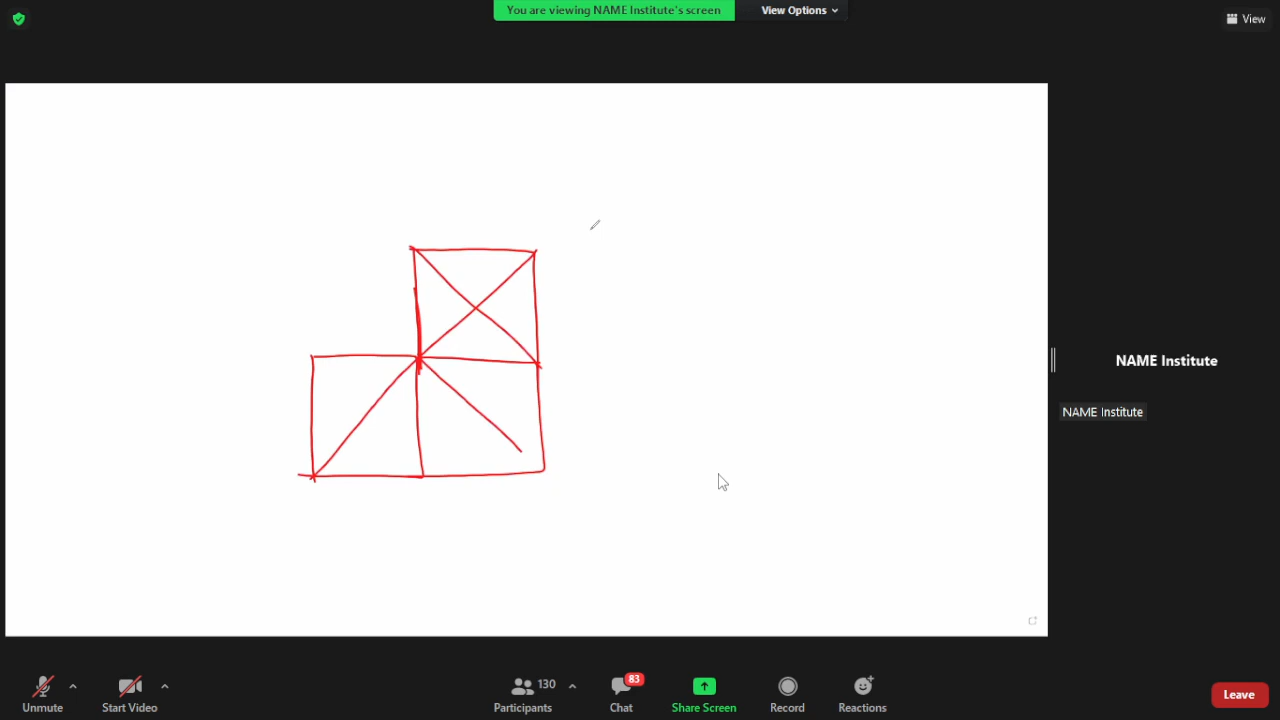 You are viewing NAME Institute's screen
View Options
View
NAME Institute
NAME Institute
Unmute
Start Video
130
Participants
83
Chat
Share Screen
Record
Reactions
Leave